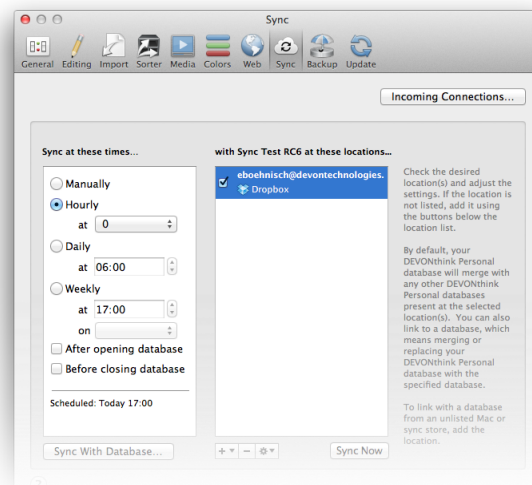 Sync
General Editing Import Sorter Media Colors Web Sync Backup Update
Incoming Connections...
Sync at these times...
Manually
Hourly
at 0
Daily
at 06:00
Weekly
at 17:00
on
After opening database
Before closing database
Scheduled: Today 17:00
Sync With Database...
with Sync Test RC6 at these locations...
eboehnisch@devontechnologies.
Dropbox
Sync Now
Check the desired
location(s) and adjust the
settings. If the location is
not listed, add it using
the buttons below the
location list.
By default, your
DEVONthink Personal
database will merge with
any other DEVONthink
Personal databases
present at the selected
location(s). You can also
link to a database, which
means merging or
replacing your
DEVONthink Personal
database with the
specified database.
To link with a database
from an unlisted Mac or
sync store, add the
location.